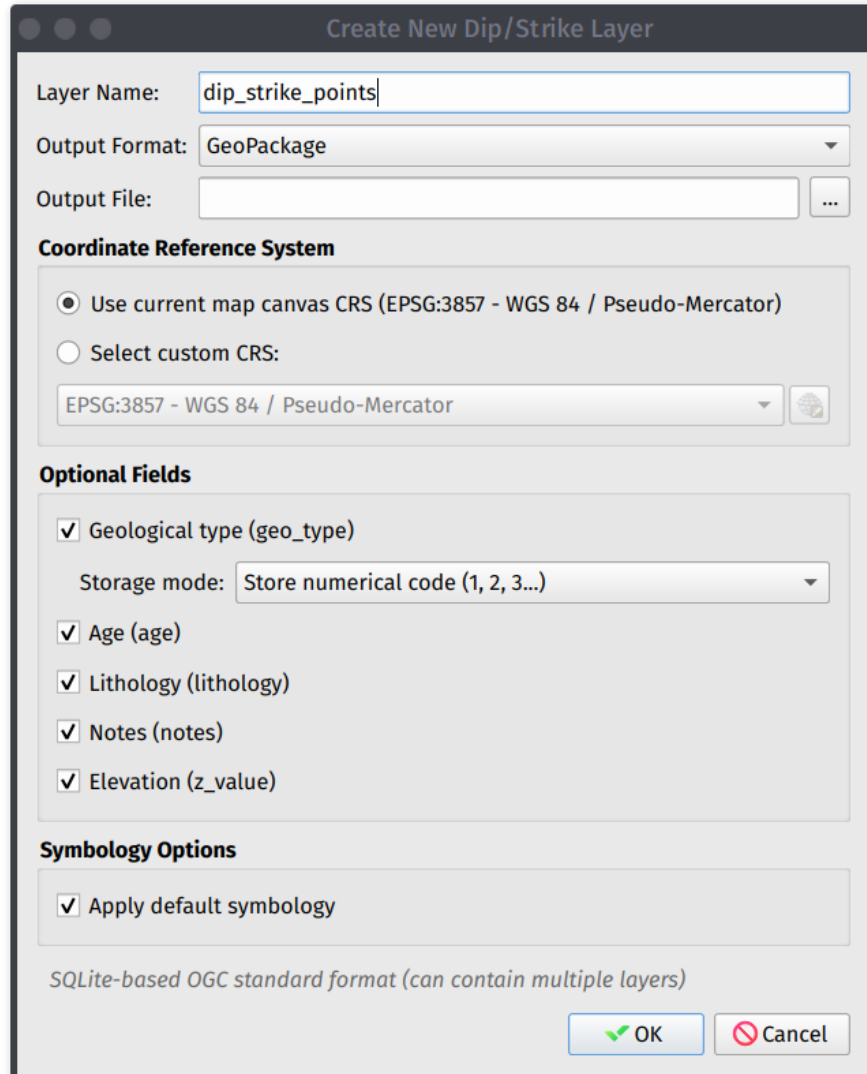 Create New Dip/Strike Layer
Layer Name: dip_strike_points
Output Format: GeoPackage
Output File: ...
Coordinate Reference System
Use current map canvas CRS (EPSG:3857 - WGS 84 / Pseudo-Mercator)
Select custom CRS:
EPSG:3857 - WGS 84 / Pseudo-Mercator
Optional Fields
Geological type (geo_type)
Storage mode: Store numerical code (1, 2, 3...)
Age (age)
Lithology (lithology)
Notes (notes)
Elevation (z_value)
Symbology Options
Apply default symbology
SQLite-based OGC standard format (can contain multiple layers)
OK Cancel